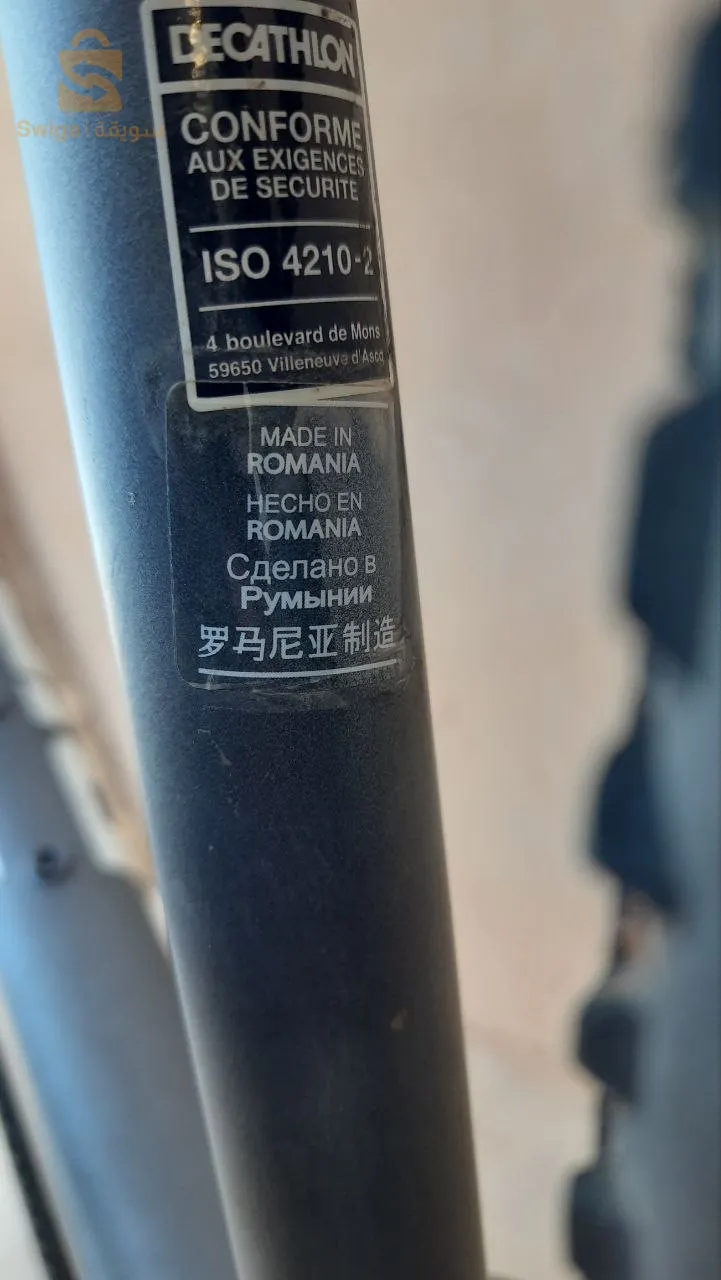 DECATHLON
CONFORME
AUX EXIGENCES
DE SECURITE
ISO 4210-2
4 boulevard de Mons
59650 Villeneuve d'Ascq
MADE IN
ROMANIA
HECHO EN
ROMANIA
Сделано в
Румынии
罗马尼亚制造
Swiga سويقة